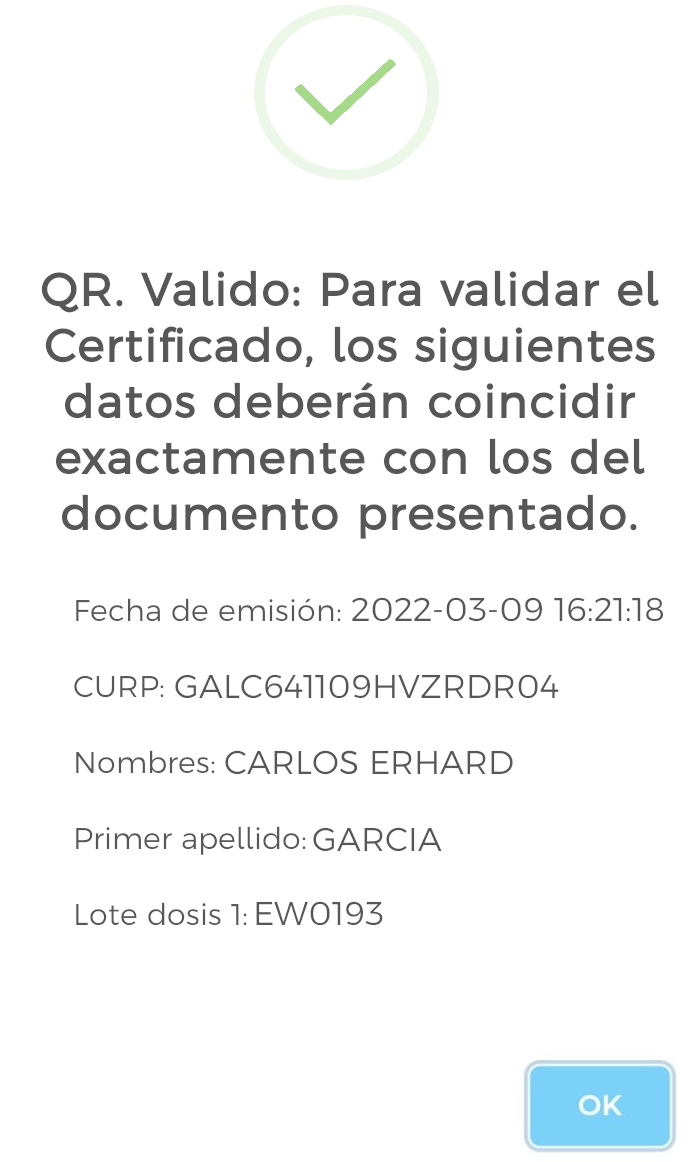 QR. Valido: Para validar el
Certificado, los siguientes
datos deberán coincidir
exactamente con los del
documento presentado.
Fecha de emisión: 2022-03-09 16:21:18
CURP: GALC641109HVZRDR04
Nombres: CARLOS ERHARD
Primer apellido: GARCIA
Lote dosis 1: EW0193
OK